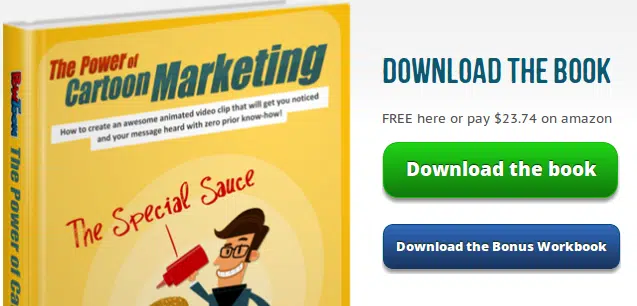 The Power of
Cartoon Marketing
How to create an awesome animated video clip that will get you noticed
and your message heard with zero prior know-how!
The Special Sauce
The Power of Ca
DOWNLOAD THE BOOK
FREE here or pay $23.74 on amazon
Download the book
Download the Bonus Workbook